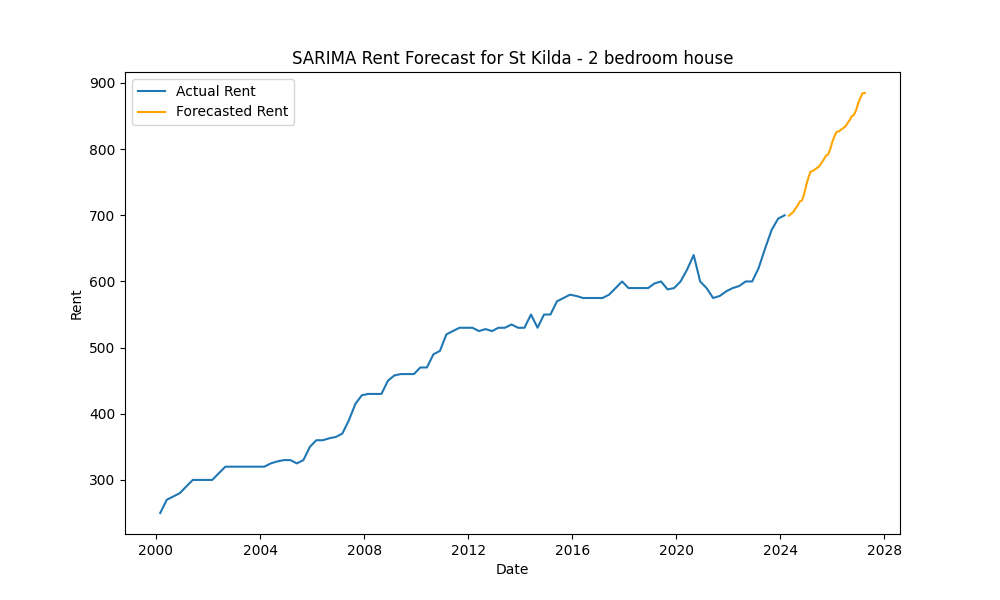 SARIMA Rent Forecast for St Kilda - 2 bedroom house
Actual Rent
Forecasted Rent
900
800
700
600
500
400
300
Rent
2000 2004 2008 2012 2016 2020 2024 2028
Date